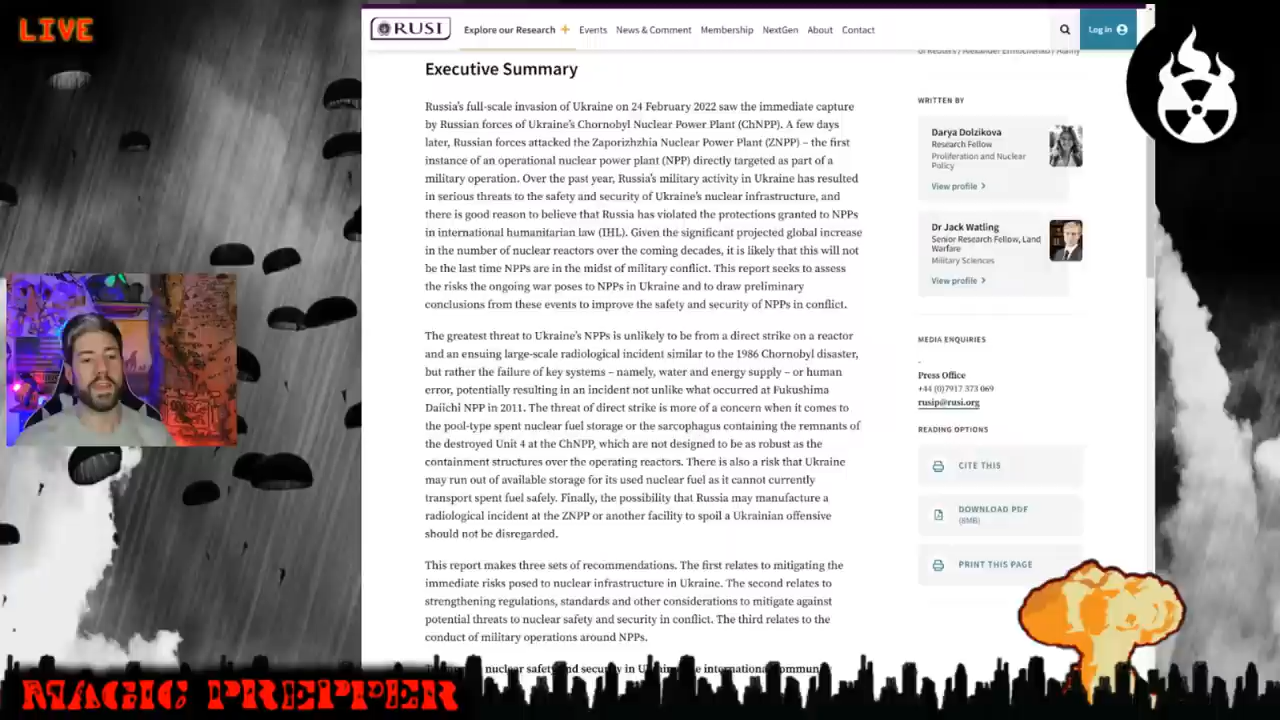 LIVE
RUSI
Explore our Research
Events
News & Comment
Membership
NextGen
About
Contact
Log in
Executive Summary
Russia's full-scale invasion of Ukraine on 24 February 2022 saw the immediate capture
by Russian forces of Ukraine's Chornobyl Nuclear Power Plant (ChNPP). A few days
later, Russian forces attacked the Zaporizhzhia Nuclear Power Plant (ZNPP) – the first
instance of an operational nuclear power plant (NPP) directly targeted as part of a
military operation. Over the past year, Russia's military activity in Ukraine has resulted
in serious threats to the safety and security of Ukraine's nuclear infrastructure, and
there is good reason to believe that Russia has violated the protections granted to NPPs
in international humanitarian law (IHL). Given the significant projected global increase
in the number of nuclear reactors over the coming decades, it is likely that this will not
be the last time NPPs are in the midst of military conflict. This report seeks to assess
the risks the ongoing war poses to NPPs in Ukraine and to draw preliminary
conclusions from these events to improve the safety and security of NPPs in conflict.
The greatest threat to Ukraine's NPPs is unlikely to be from a direct strike on a reactor
and an ensuing large-scale radiological incident similar to the 1986 Chornobyl disaster,
but rather the failure of key systems – namely, water and energy supply – or human
error, potentially resulting in an incident not unlike what occurred at Fukushima
Daiichi NPP in 2011. The threat of direct strike is more of a concern when it comes to
the pool-type spent nuclear fuel storage or the sarcophagus containing the remnants of
the destroyed Unit 4 at the ChNPP, which are not designed to be as robust as the
containment structures over the operating reactors. There is also a risk that Ukraine
may run out of available storage for its used nuclear fuel as it cannot currently
transport spent fuel safely. Finally, the possibility that Russia may manufacture a
radiological incident at the ZNPP or another facility to spoil a Ukrainian offensive
should not be disregarded.
This report makes three sets of recommendations. The first relates to mitigating the
immediate risks posed to nuclear infrastructure in Ukraine. The second relates to
strengthening regulations, standards and other considerations to mitigate against
potential threats to nuclear safety and security in conflict. The third relates to the
conduct of military operations around NPPs.
nuclear safety and security in Ukraine international community
WRITTEN BY
Darya Dolzikova
Research Fellow
Proliferation and Nuclear
Policy
View profile
Dr Jack Watling
Senior Research Fellow, Land
Warfare
Military Sciences
View profile
MEDIA ENQUIRIES
Press Office
+44 (0)7917 373 069
rusip@rusi.org
READING OPTIONS
CITE THIS
DOWNLOAD PDF
(8MB)
PRINT THIS PAGE
MAGIC PREPPER